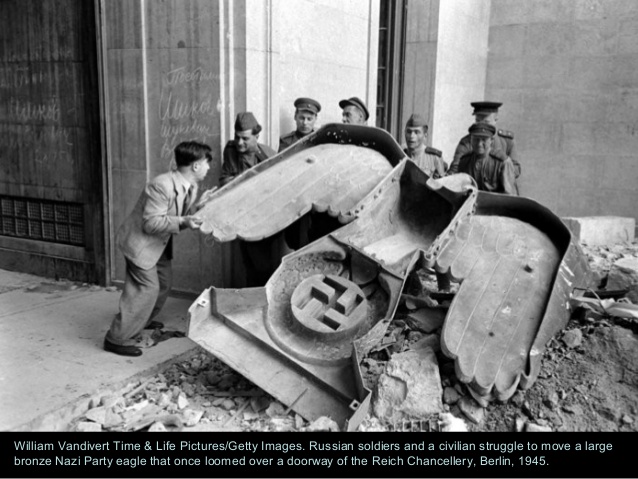 William Vandivert Time & Life Pictures/Getty Images. Russian soldiers and a civilian struggle to move a large
bronze Nazi Party eagle that once loomed over a doorway of the Reich Chancellery, Berlin, 1945.